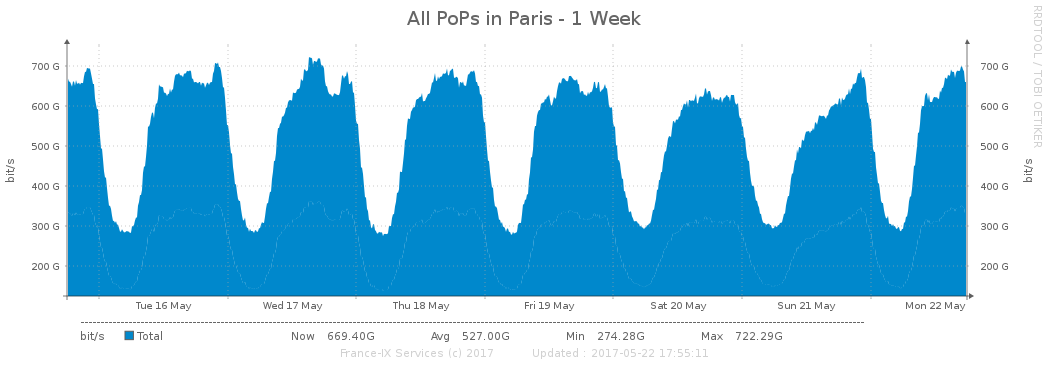 All PoPs in Paris - 1 Week
RRDTOOL / TOBI OETIKER
bit/s
bit/s
700 G 700 G
600 G 600 G
500 G 500 G
400 G 400 G
300 G 300 G
200 G 200 G
Tue 16 May Wed 17 May Thu 18 May Fri 19 May Sat 20 May Sun 21 May Mon 22 May
bit/s Total Now 669.40G Avg 527.00G Min 274.28G Max 722.29G
France-IX Services (c) 2017 Updated : 2017-05-22 17:55:11